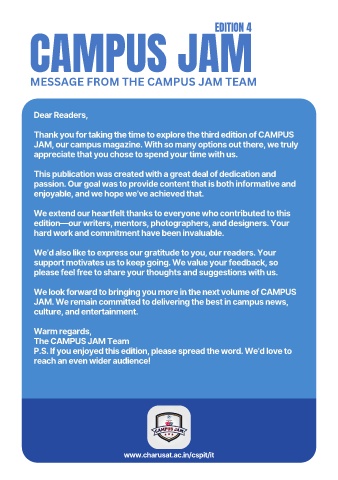 EDITION 4
CAMPUS JAM
MESSAGE FROM THE CAMPUS JAM TEAM
Dear Readers,
Thank you for taking the time to explore the third edition of CAMPUS
JAM, our campus magazine. With so many options out there, we truly
appreciate that you chose to spend your time with us.
This publication was created with a great deal of dedication and
passion. Our goal was to provide content that is both informative and
enjoyable, and we hope we've achieved that.
We extend our heartfelt thanks to everyone who contributed to this
edition—our writers, mentors, photographers, and designers. Your
hard work and commitment have been invaluable.
We'd also like to express our gratitude to you, our readers. Your
support motivates us to keep going. We value your feedback, so
please feel free to share your thoughts and suggestions with us.
We look forward to bringing you more in the next volume of CAMPUS
JAM. We remain committed to delivering the best in campus news,
culture, and entertainment.
Warm regards,
The CAMPUS JAM Team
P.S. If you enjoyed this edition, please spread the word. We'd love to
reach an even wider audience!
CAMPUS JAM
www.charusat.ac.in/cspit/it